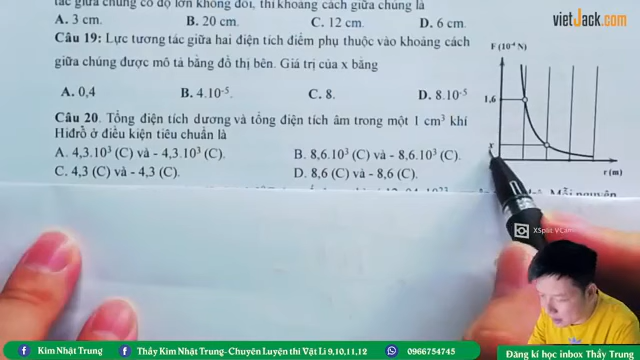 tác giữa chúng có độ lớn không đổi, thì khoảng cách giữa chúng là
vietJack.com
A. 3 cm. B. 20 cm. C. 12 cm. D. 6 cm.
Câu 19: Lực tương tác giữa hai điện tích điểm phụ thuộc vào khoảng cách
giữa chúng được mô tả bằng đồ thị bên. Giá trị của x bằng
A. 0,4 B. 4.10⁻⁵. C. 8. D. 8.10⁻⁵
F (10⁻⁴ N)
1,6
x
r (m)
Câu 20. Tổng điện tích dương và tổng điện tích âm trong một 1 cm³ khí
Hiđrô ở điều kiện tiêu chuẩn là
A. 4,3.10³ (C) và - 4,3.10³ (C). B. 8,6.10³ (C) và - 8,6.10³ (C).
C. 4,3 (C) và - 4,3 (C). D. 8,6 (C) và - 8,6 (C).
Mỗi nguyên
XSplit VCam
Kim Nhật Trung
Thầy Kim Nhật Trung- Chuyên Luyện thi Vật Lí 9,10,11,12
0966754745
Đăng kí học inbox Thầy Trung